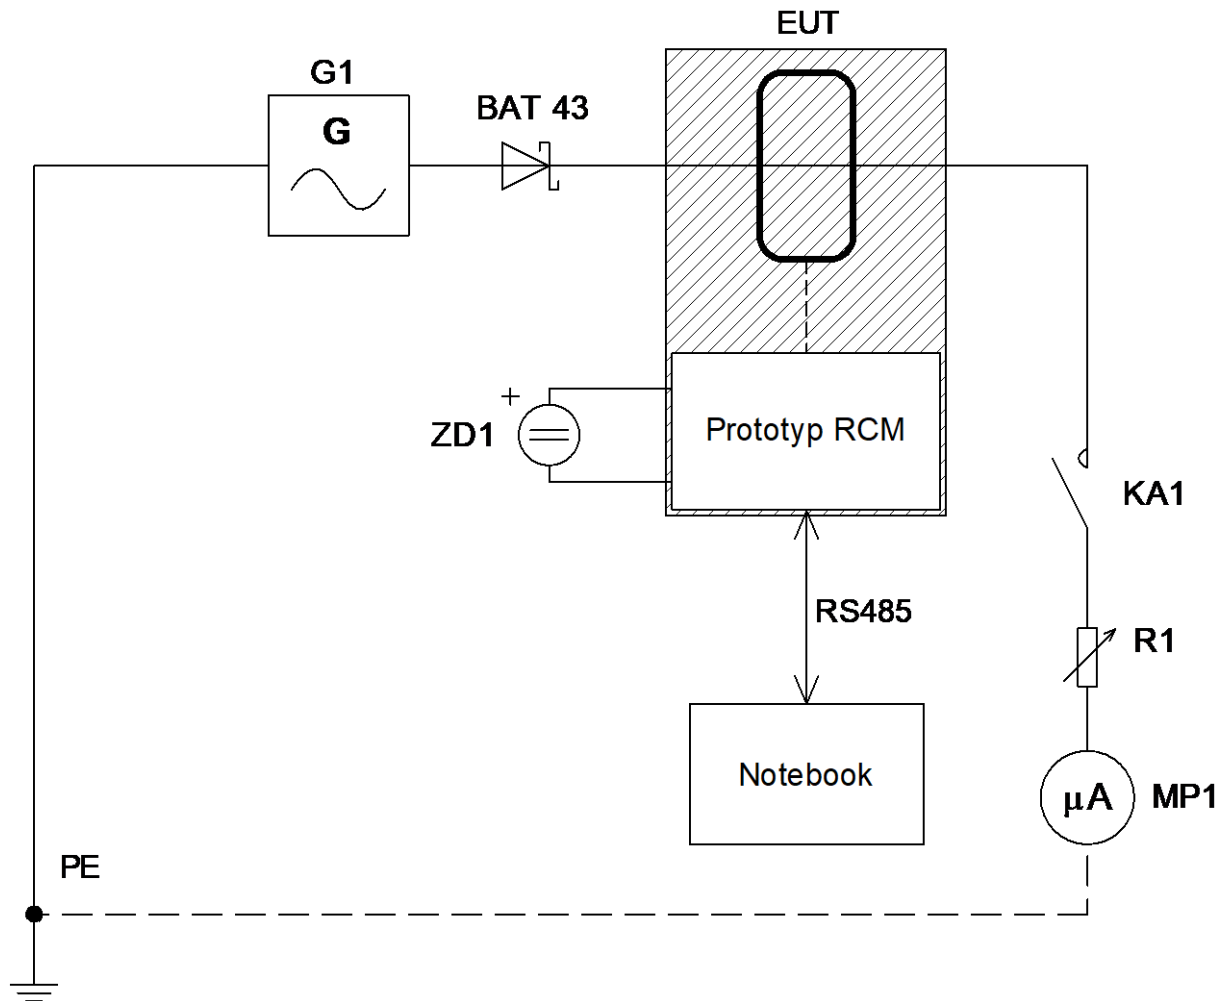 EUT
G1
G
BAT 43
+
ZD1
Prototyp RCM
KA1
RS485
R1
Notebook
µA
MP1
PE